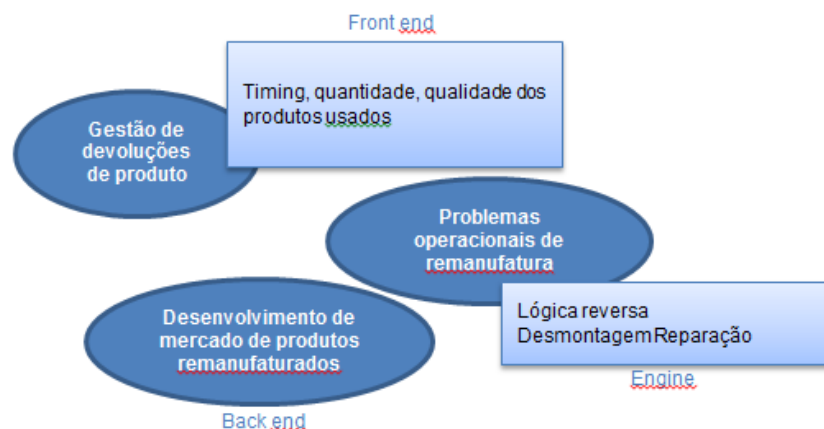 Front end
Timing, quantidade, qualidade dos
produtos usados
Gestão de
devoluções
de produto
Problemas
operacionais de
remanufatura
Lógica reversa
DesmontagemReparação
Engine
Desenvolvimento de
mercado de produtos
remanufaturados
Back end